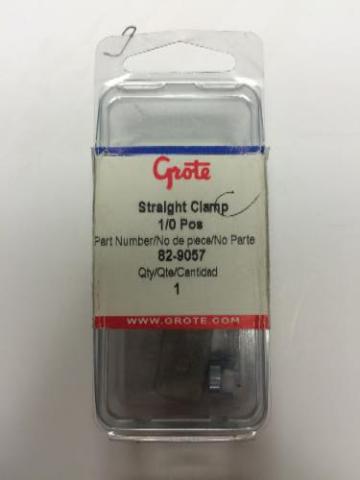 Grote
Straight Clamp
1/0 Pos
Part Number/No de piece/No Parte
82-9057
Qty/Qte/Cantidad
1
WWW.GROTE.COM